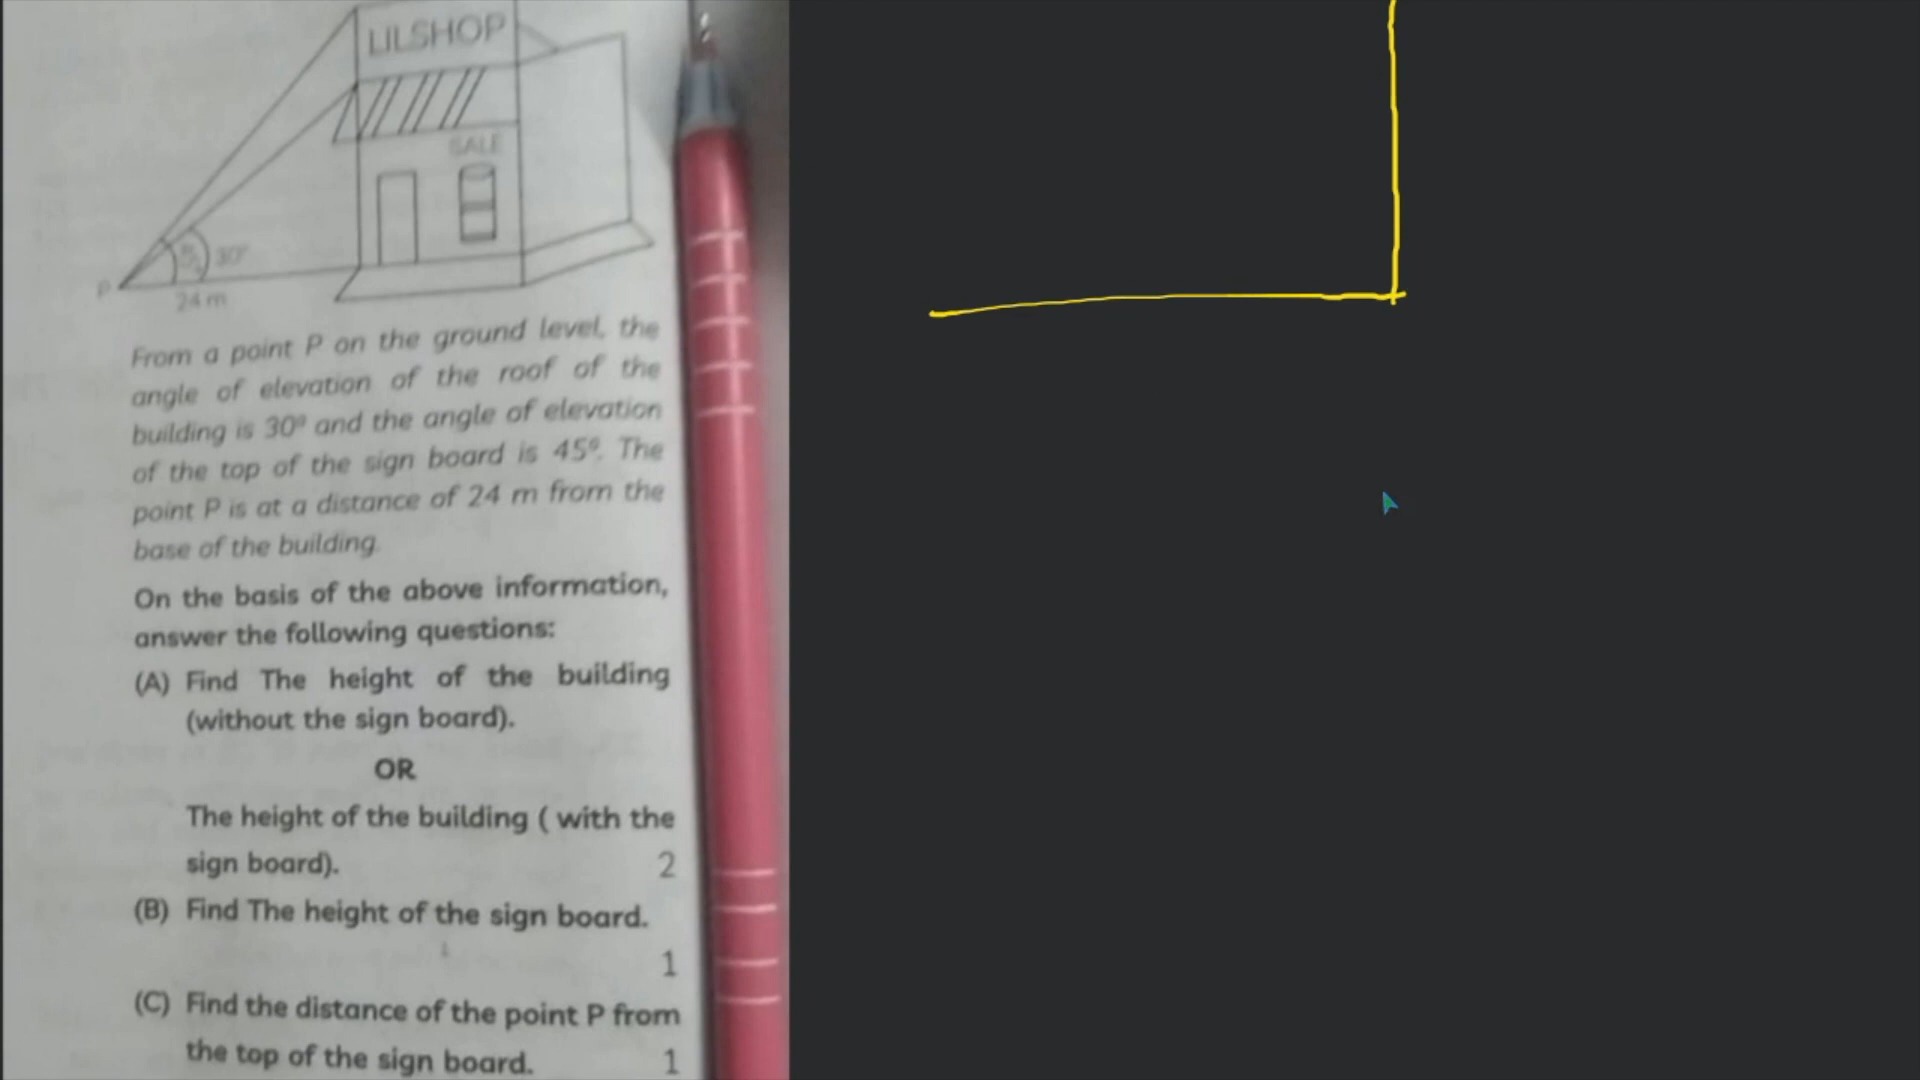 LILSHOP
SALE
30°
P
24 m
From a point P on the ground level, the
angle of elevation of the roof of the
building is 30° and the angle of elevation
of the top of the sign board is 45°. The
point P is at a distance of 24 m from the
base of the building.
On the basis of the above information,
answer the following questions:
(A) Find The height of the building
(without the sign board).
OR
The height of the building ( with the
sign board). 2
(B) Find The height of the sign board.
1
(C) Find the distance of the point P from
the top of the sign board. 1